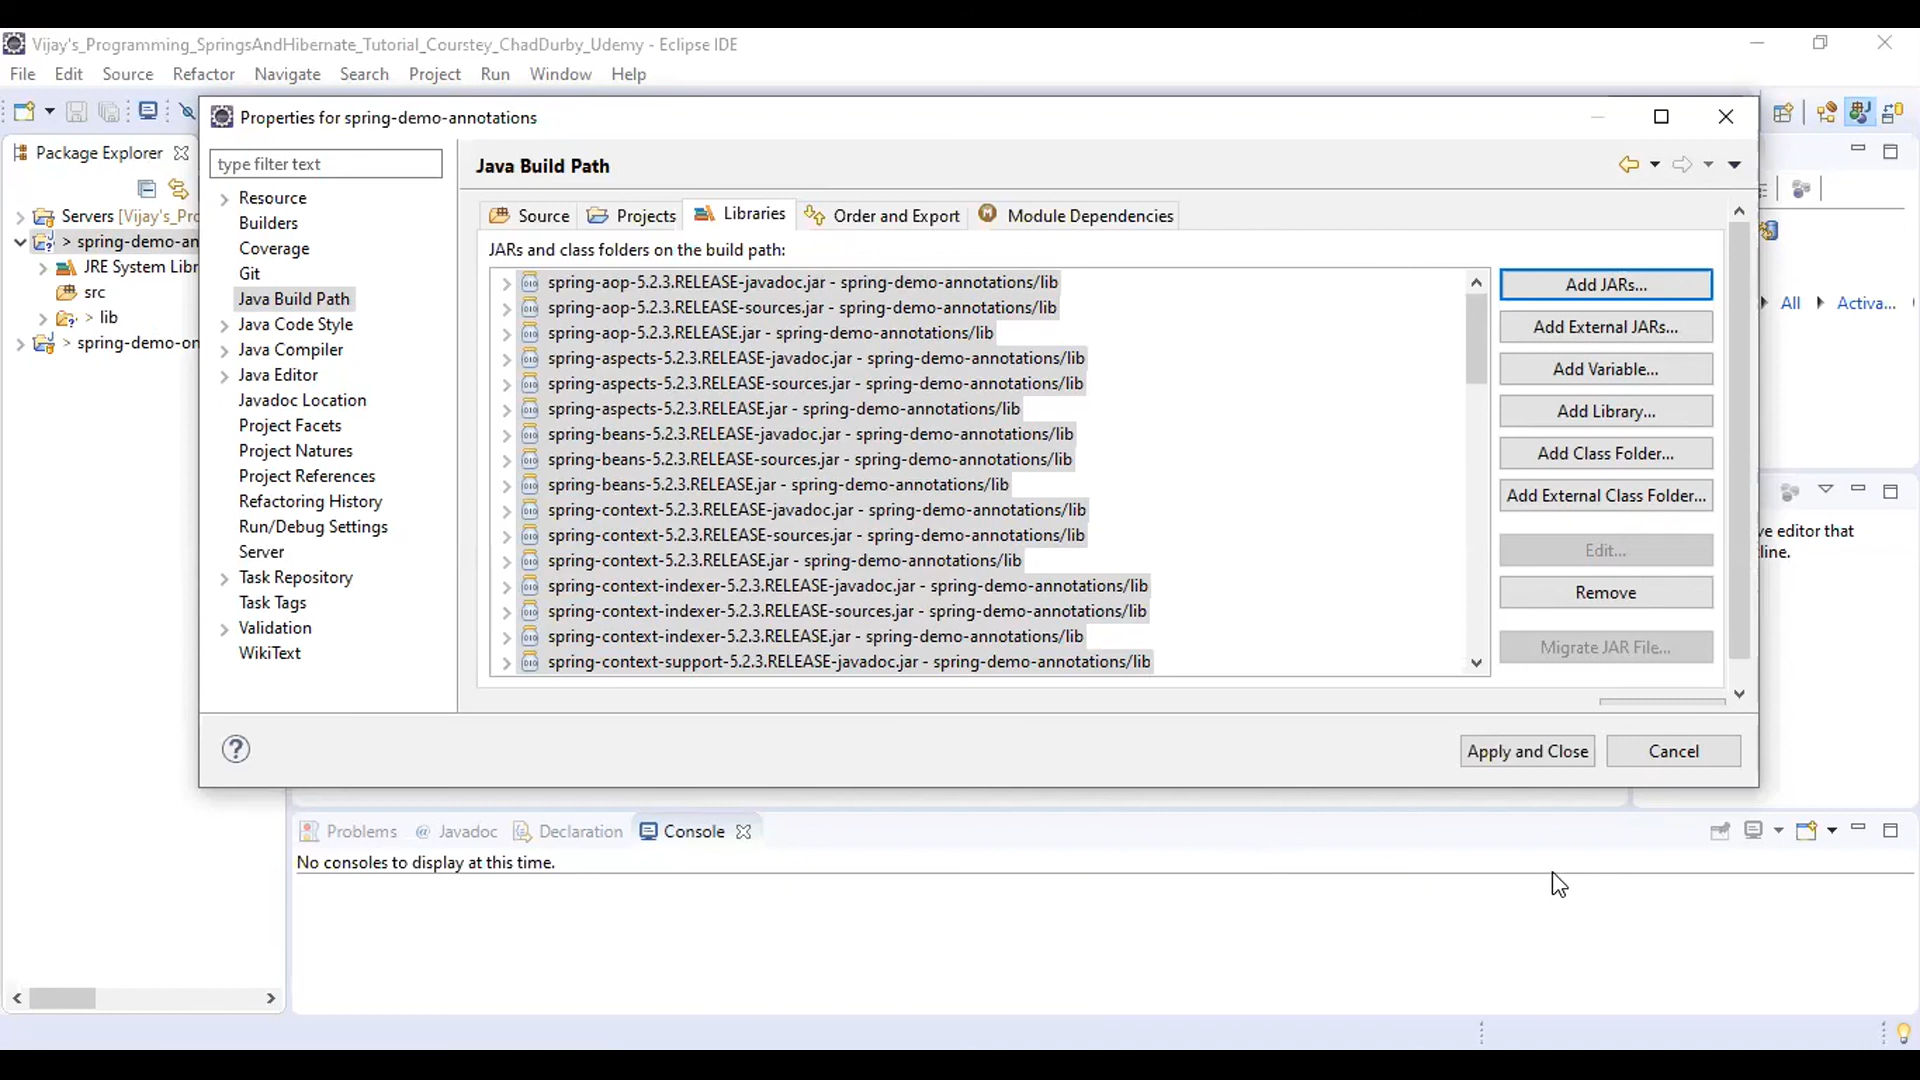 Vijay's_Programming_SpringsAndHibernate_Tutorial_Courstey_ChadDurby_Udemy - Eclipse IDE
File Edit Source Refactor Navigate Search Project Run Window Help
Properties for spring-demo-annotations
Package Explorer
type filter text
Java Build Path
Resource
Builders
Coverage
Git
Java Build Path
Java Code Style
Java Compiler
Java Editor
Javadoc Location
Project Facets
Project Natures
Project References
Refactoring History
Run/Debug Settings
Server
Task Repository
Task Tags
Validation
WikiText
Servers [Vijay's_Pro
> spring-demo-an
JRE System Libr
src
> lib
> spring-demo-on
Source Projects Libraries Order and Export Module Dependencies
JARs and class folders on the build path:
spring-aop-5.2.3.RELEASE-javadoc.jar - spring-demo-annotations/lib
spring-aop-5.2.3.RELEASE-sources.jar - spring-demo-annotations/lib
spring-aop-5.2.3.RELEASE.jar - spring-demo-annotations/lib
spring-aspects-5.2.3.RELEASE-javadoc.jar - spring-demo-annotations/lib
spring-aspects-5.2.3.RELEASE-sources.jar - spring-demo-annotations/lib
spring-aspects-5.2.3.RELEASE.jar - spring-demo-annotations/lib
spring-beans-5.2.3.RELEASE-javadoc.jar - spring-demo-annotations/lib
spring-beans-5.2.3.RELEASE-sources.jar - spring-demo-annotations/lib
spring-beans-5.2.3.RELEASE.jar - spring-demo-annotations/lib
spring-context-5.2.3.RELEASE-javadoc.jar - spring-demo-annotations/lib
spring-context-5.2.3.RELEASE-sources.jar - spring-demo-annotations/lib
spring-context-5.2.3.RELEASE.jar - spring-demo-annotations/lib
spring-context-indexer-5.2.3.RELEASE-javadoc.jar - spring-demo-annotations/lib
spring-context-indexer-5.2.3.RELEASE-sources.jar - spring-demo-annotations/lib
spring-context-indexer-5.2.3.RELEASE.jar - spring-demo-annotations/lib
spring-context-support-5.2.3.RELEASE-javadoc.jar - spring-demo-annotations/lib
Add JARs...
Add External JARs...
Add Variable...
Add Library...
Add Class Folder...
Add External Class Folder...
Edit...
Remove
Migrate JAR File...
Apply and Close Cancel
All Activa...
ve editor that
line.
Problems @ Javadoc Declaration Console
No consoles to display at this time.